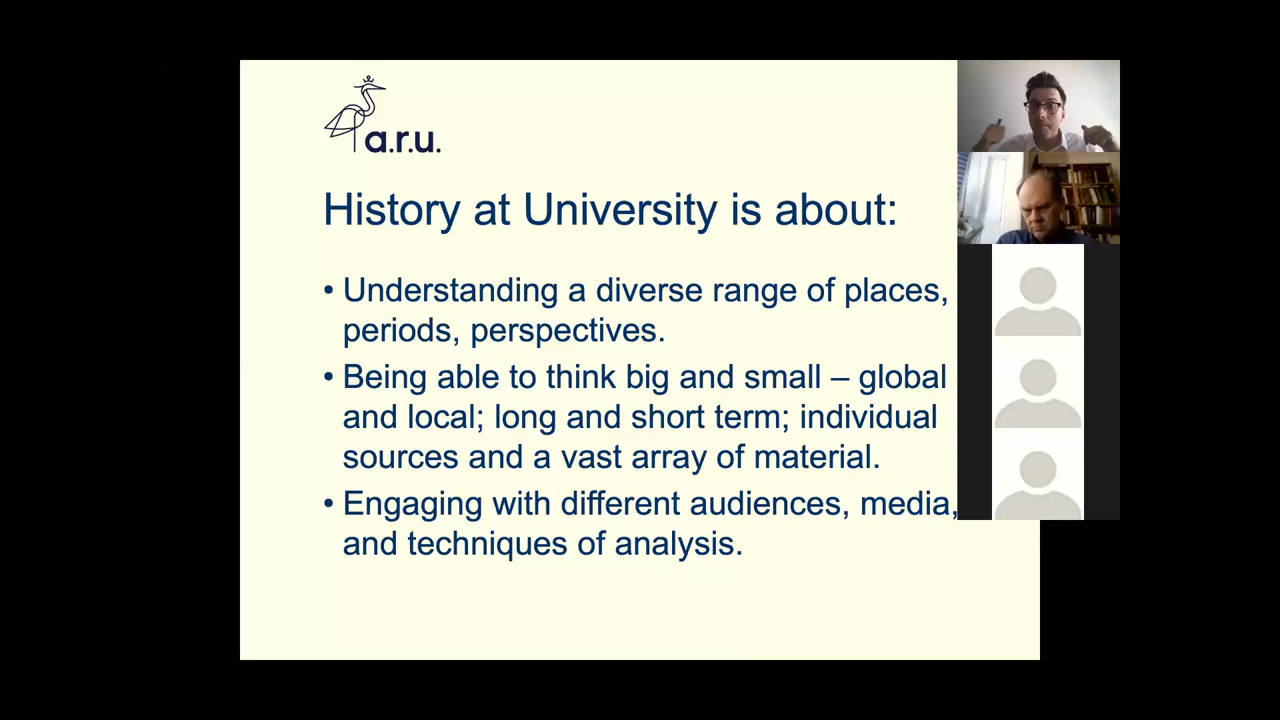 a.r.u.
History at University is about:
• Understanding a diverse range of places,
periods, perspectives.
• Being able to think big and small – global
and local; long and short term; individual
sources and a vast array of material.
• Engaging with different audiences, media,
and techniques of analysis.